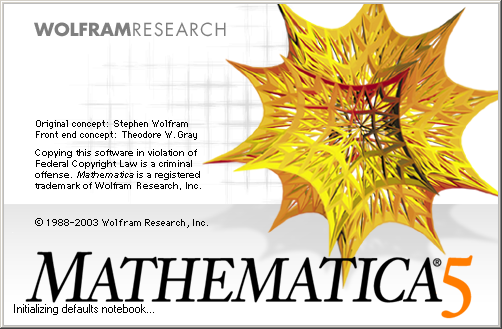 WOLFRAMRESEARCH
Original concept: Stephen Wolfram
Front end concept: Theodore W. Gray
Copying this software in violation of
Federal Copyright Law is a criminal
offense. Mathematica is a registered
trademark of Wolfram Research, Inc.
© 1988-2003 Wolfram Research, Inc.
MATHEMATICA®5
Initializing defaults notebook...